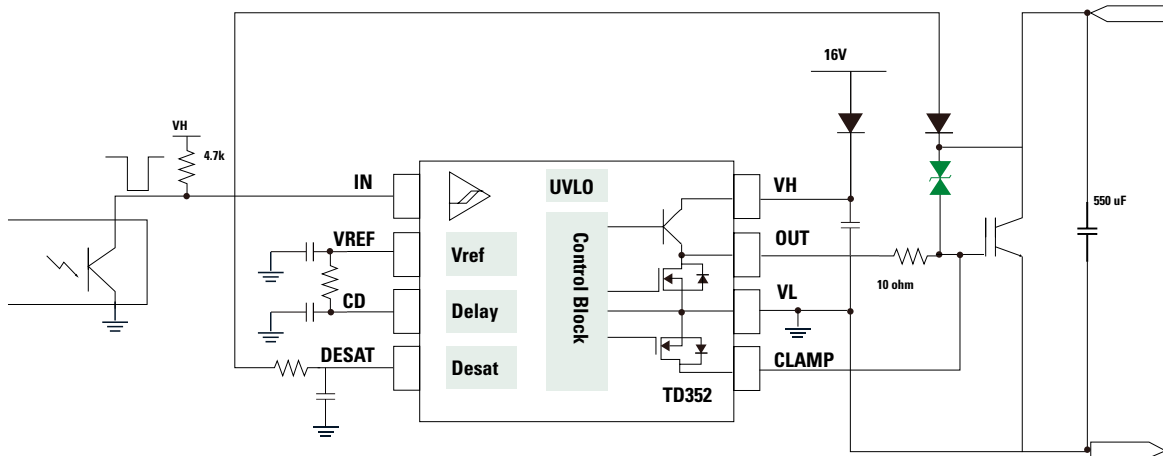 16V
VH
4.7k
IN
UVLO
VH
550 uF
VREF
Vref
Control Block
OUT
10 ohm
CD
Delay
VL
DESAT
Desat
CLAMP
TD352